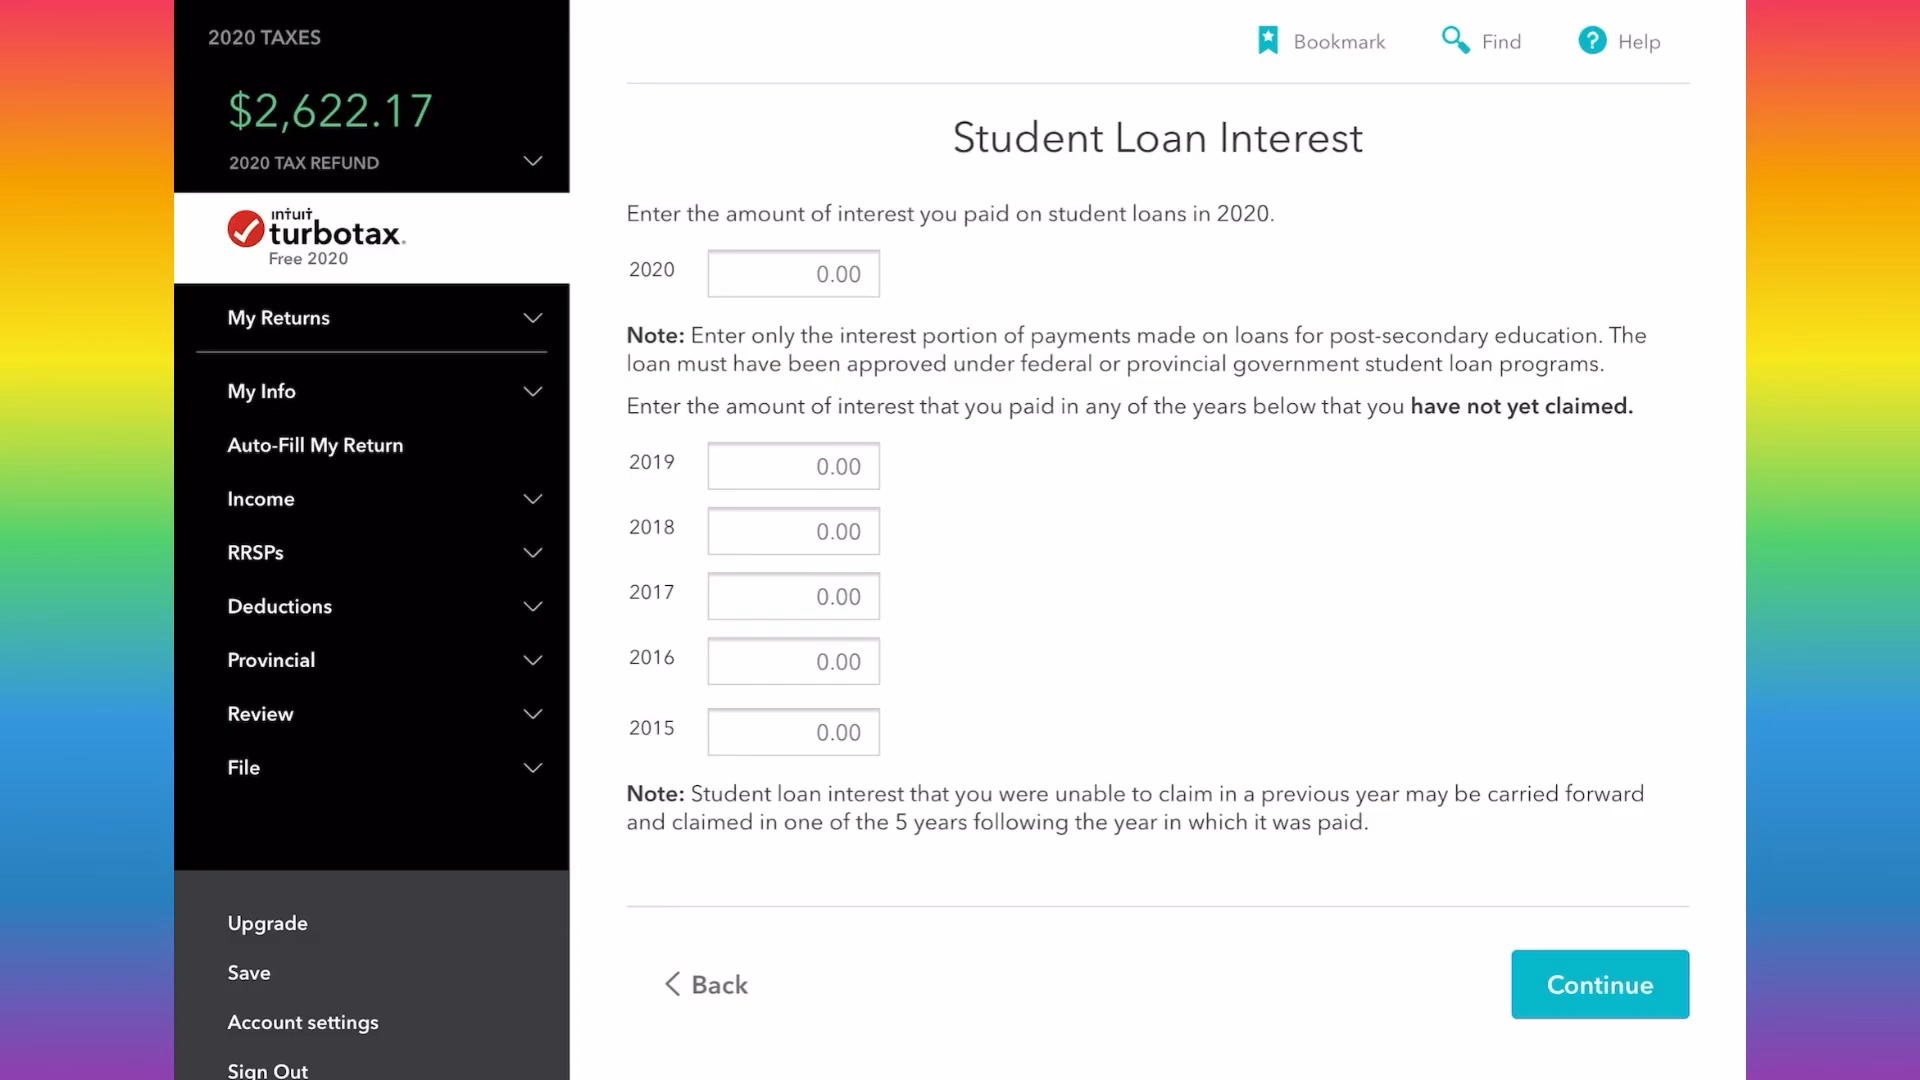 2020 TAXES
$2,622.17
2020 TAX REFUND
intuit
turbotax.
Free 2020
My Returns
My Info
Auto-Fill My Return
Income
RRSPs
Deductions
Provincial
Review
File
Upgrade
Save
Account settings
Sign Out
Bookmark
Find
? Help
Student Loan Interest
Enter the amount of interest you paid on student loans in 2020.
2020 0.00
Note: Enter only the interest portion of payments made on loans for post-secondary education. The
loan must have been approved under federal or provincial government student loan programs.
Enter the amount of interest that you paid in any of the years below that you have not yet claimed.
2019 0.00
2018 0.00
2017 0.00
2016 0.00
2015 0.00
Note: Student loan interest that you were unable to claim in a previous year may be carried forward
and claimed in one of the 5 years following the year in which it was paid.
Back
Continue